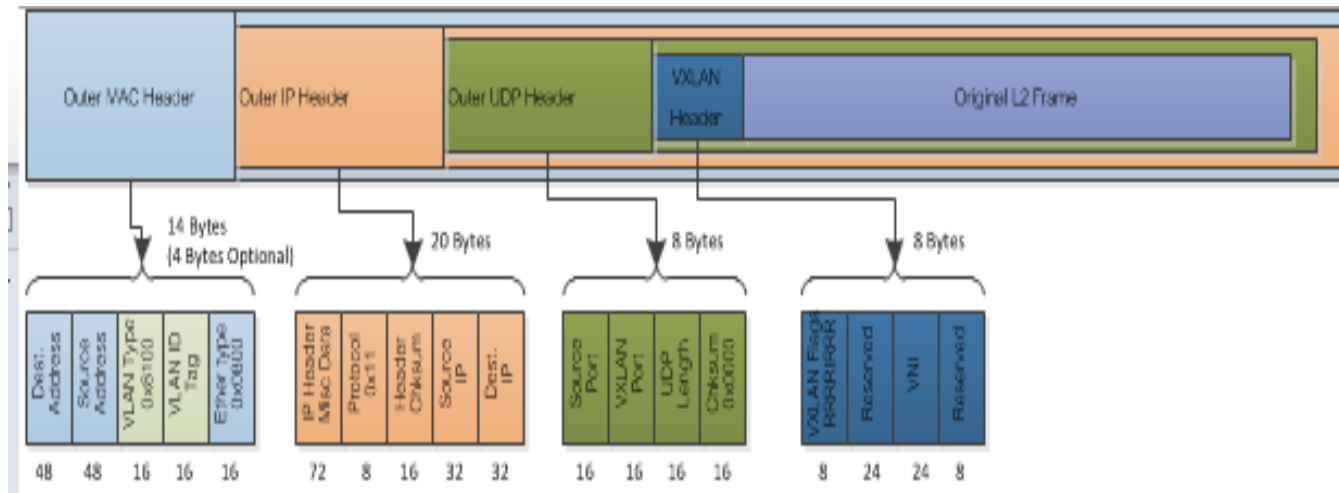 Outer MAC Header
Outer IP Header
Outer UDP Header
VXLAN
Header
Original L2 Frame
14 Bytes
(4 Bytes Optional)
20 Bytes
8 Bytes
8 Bytes
Dest.
Address
Source
Address
VLAN Type
0x8100
VLAN ID
Tag
Ether Type
0x0800
IP Header
Misc Data
Protocol
0x11
Header
Chksum
Source
IP
Dest.
IP
Source
Port
VXLAN
Port
UDP
Length
Chksum
0x0000
VXLAN Flags
RRRRIRRR
Reserved
VNI
Reserved
48 48 16 16 16
72 8 16 32 32
16 16 16 16
8 24 24 8